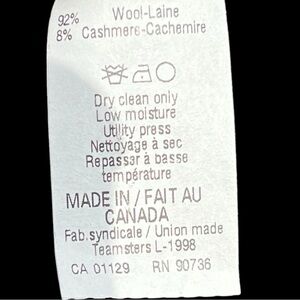 92% Wool-Laine
8% Cashmere-Cachemire
Dry clean only
Low moisture
Utility press
Nettoyage à sec
Repassar à basse
température
MADE IN / FAIT AU
CANADA
Fab.syndicale / Union made
Teamsters L-1998
CA 01129 RN 90736